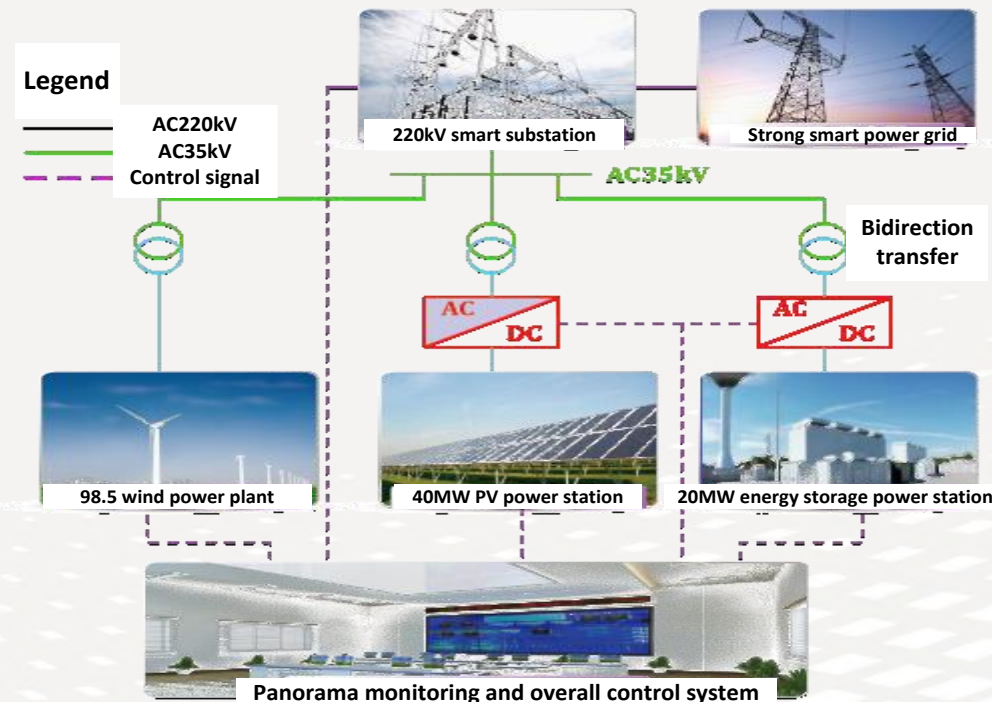 Legend
AC220kV
AC35kV
Control signal
220kV smart substation
Strong smart power grid
AC35kV
Bidirection
transfer
AC
DC
AC
DC
98.5 wind power plant
40MW PV power station
20MW energy storage power station
Panorama monitoring and overall control system